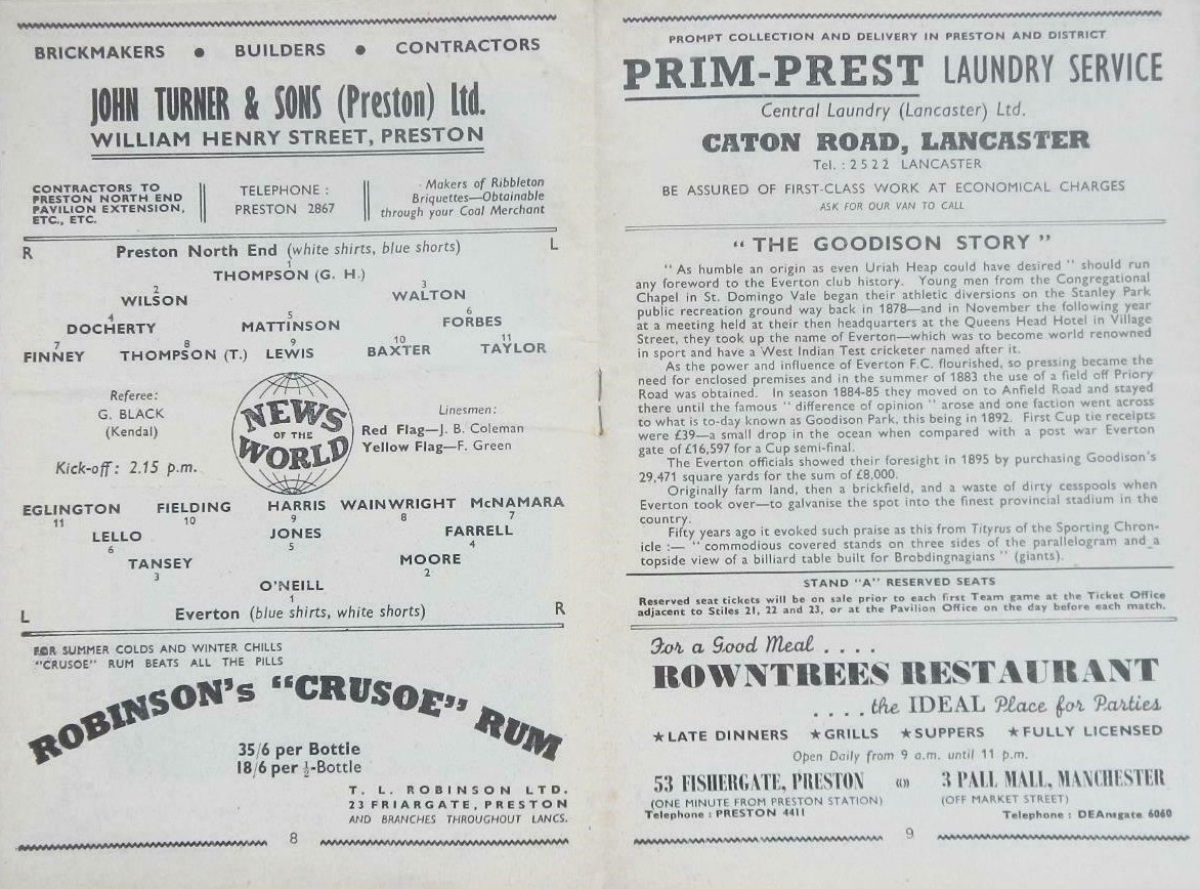 BRICKMAKERS ● BUILDERS ● CONTRACTORS
JOHN TURNER & SONS (Preston) Ltd.
WILLIAM HENRY STREET, PRESTON
CONTRACTORS TO
PRESTON NORTH END
PAVILION EXTENSION,
ETC., ETC.
TELEPHONE :
PRESTON 2867
Makers of Ribbleton
Briquettes—Obtainable
through your Coal Merchant
R Preston North End (white shirts, blue shorts) L
1
THOMPSON (G. H.)
2 3
WILSON WALTON
4 5 6
DOCHERTY MATTINSON FORBES
7 8 9 10 11
FINNEY THOMPSON (T.) LEWIS BAXTER TAYLOR
Referee:
G. BLACK
(Kendal)
Kick-off: 2.15 p.m.
NEWS
OF THE
WORLD
Linesmen:
Red Flag—J. B. Coleman
Yellow Flag—F. Green
EGLINGTON FIELDING HARRIS WAINWRIGHT McNAMARA
11 10 9 8 7
LELLO JONES FARRELL
6 5 4
TANSEY MOORE
3 2
O'NEILL
1
L Everton (blue shirts, white shorts) R
FOR SUMMER COLDS AND WINTER CHILLS
"CRUSOE" RUM BEATS ALL THE PILLS
ROBINSON's "CRUSOE" RUM
35/6 per Bottle
18/6 per ½-Bottle
T. L. ROBINSON LTD.
23 FRIARGATE, PRESTON
AND BRANCHES THROUGHOUT LANCS.
8
PROMPT COLLECTION AND DELIVERY IN PRESTON AND DISTRICT
PRIM-PREST LAUNDRY SERVICE
Central Laundry (Lancaster) Ltd.
CATON ROAD, LANCASTER
Tel. : 2522 LANCASTER
BE ASSURED OF FIRST-CLASS WORK AT ECONOMICAL CHARGES
ASK FOR OUR VAN TO CALL
" THE GOODISON STORY "
" As humble an origin as even Uriah Heap could have desired " should run
any foreword to the Everton club history. Young men from the Congregational
Chapel in St. Domingo Vale began their athletic diversions on the Stanley Park
public recreation ground way back in 1878—and in November the following year
at a meeting held at their then headquarters at the Queens Head Hotel in Village
Street, they took up the name of Everton—which was to become world renowned
in sport and have a West Indian Test cricketer named after it.
As the power and influence of Everton F.C. flourished, so pressing became the
need for enclosed premises and in the summer of 1883 the use of a field off Priory
Road was obtained. In season 1884-85 they moved on to Anfield Road and stayed
there until the famous " difference of opinion " arose and one faction went across
to what is to-day known as Goodison Park, this being in 1892. First Cup tie receipts
were £39—a small drop in the ocean when compared with a post war Everton
gate of £16,597 for a Cup semi-final.
The Everton officials showed their foresight in 1895 by purchasing Goodison's
29,471 square yards for the sum of £8,000.
Originally farm land, then a brickfield, and a waste of dirty cesspools when
Everton took over—to galvanise the spot into the finest provincial stadium in the
country.
Fifty years ago it evoked such praise as this from Tityrus of the Sporting Chron-
icle :— " commodious covered stands on three sides of the parallelogram and a
topside view of a billiard table built for Brobdingnagians " (giants).
STAND "A" RESERVED SEATS
Reserved seat tickets will be on sale prior to each first Team game at the Ticket Office
adjacent to Stiles 21, 22 and 23, or at the Pavilion Office on the day before each match.
For a Good Meal . . . .
ROWNTREES RESTAURANT
. . . . the IDEAL Place for Parties
★LATE DINNERS ★GRILLS ★SUPPERS ★FULLY LICENSED
Open Daily from 9 a.m. until 11 p.m.
53 FISHERGATE, PRESTON «» 3 PALL MALL, MANCHESTER
(ONE MINUTE FROM PRESTON STATION) (OFF MARKET STREET)
Telephone : PRESTON 4411 Telephone : DEAnsgate 6060
9